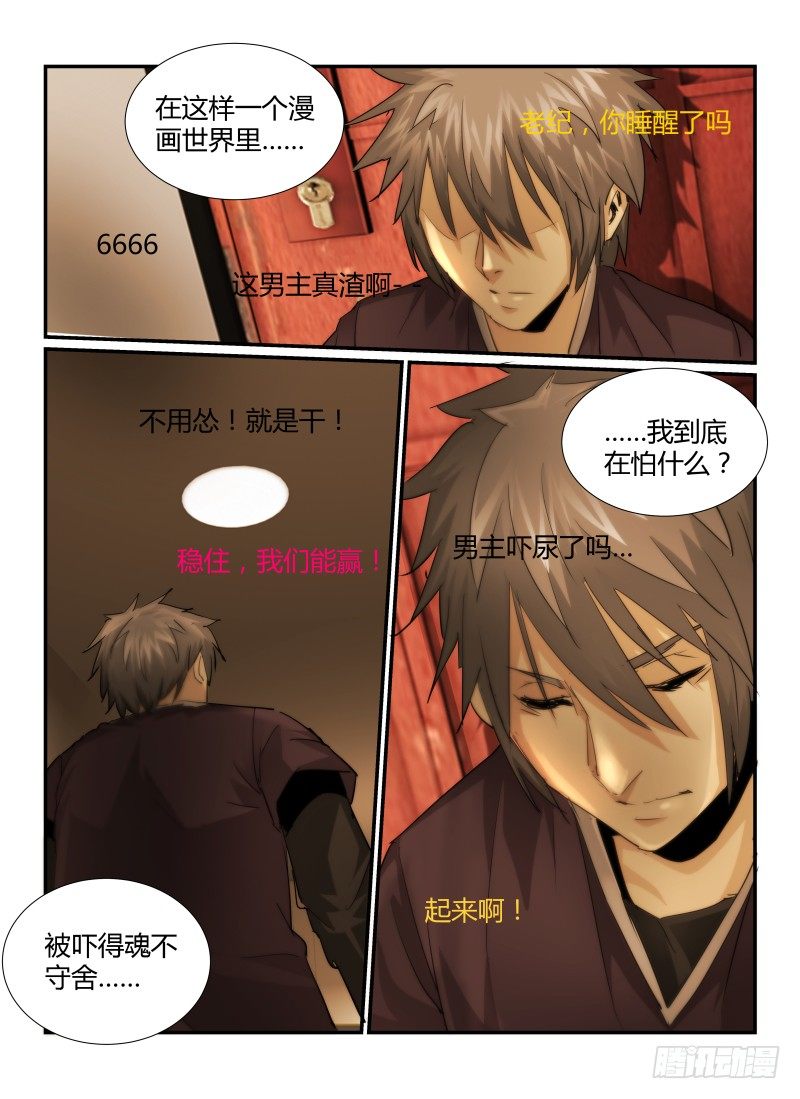 在这样一个漫
画世界里……
老纪，你睡醒了吗
6666
这男主真渣啊- -
不用怂！就是干！
稳住，我们能赢！
被吓得魂不
守舍……
……我到底
在怕什么？
男主吓尿了吗…
起来啊！
腾讯动漫